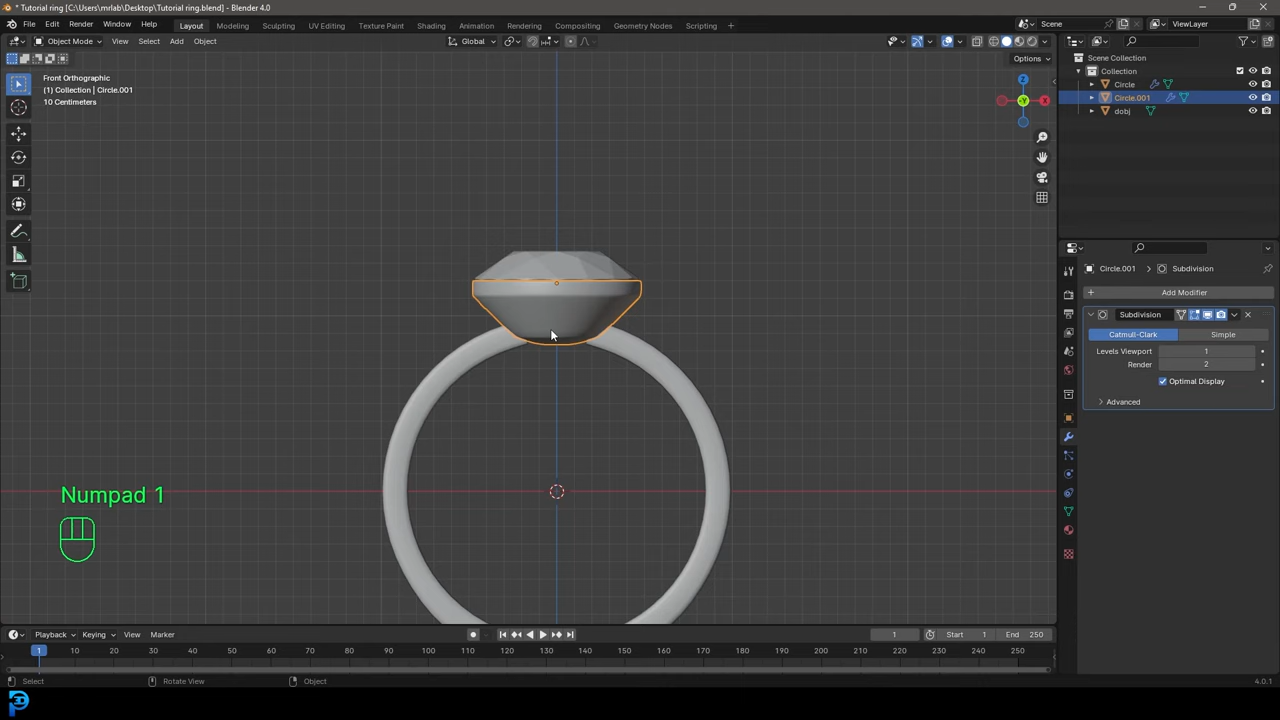 * Tutorial ring [C:\Users\mrlab\Desktop\Tutorial ring.blend] - Blender 4.0
File Edit Render Window Help Layout Modeling Sculpting UV Editing Texture Paint Shading Animation Rendering Compositing Geometry Nodes Scripting + Scene ViewLayer
Object Mode View Select Add Object Global
Options
Front Orthographic
(1) Collection | Circle.001
10 Centimeters
Z
X
-Y
Scene Collection
Collection
Circle
Circle.001
dobj
Circle.001 > Subdivision
+ Add Modifier
Subdivision
Catmull-Clark Simple
Levels Viewport 1
Render 2
Optimal Display
Advanced
Numpad 1
Playback Keying View Marker 1 Start 1 End 250
1 10 20 30 40 50 60 70 80 90 100 110 120 130 140 150 160 170 180 190 200 210 220 230 240 250
Select Rotate View Object 4.0.1